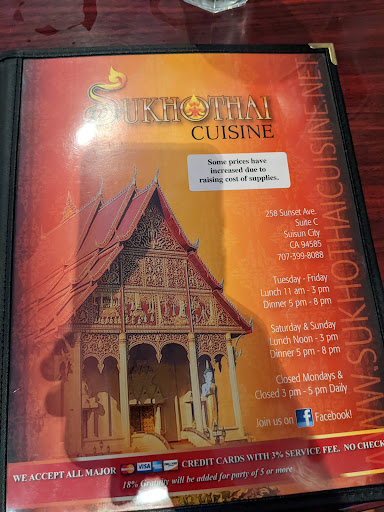 SUKHOTHAI
CUISINE
Some prices have
increased due to
raising cost of supplies.
258 Sunset Ave.
Suite C
Suisun City
CA 94585
707-399-8088
Tuesday - Friday
Lunch 11 am - 3 pm
Dinner 5 pm - 8 pm
Saturday & Sunday
Lunch Noon - 3 pm
Dinner 5 pm - 8 pm
Closed Mondays &
Closed 3 pm - 5 pm Daily
Join us on f Facebook!
WWW.SUKHOTHAICUISINE.NET
WE ACCEPT ALL MAJOR VISA CREDIT CARDS WITH 3% SERVICE FEE. NO CHECK
18% Gratuity will be added for party of 5 or more